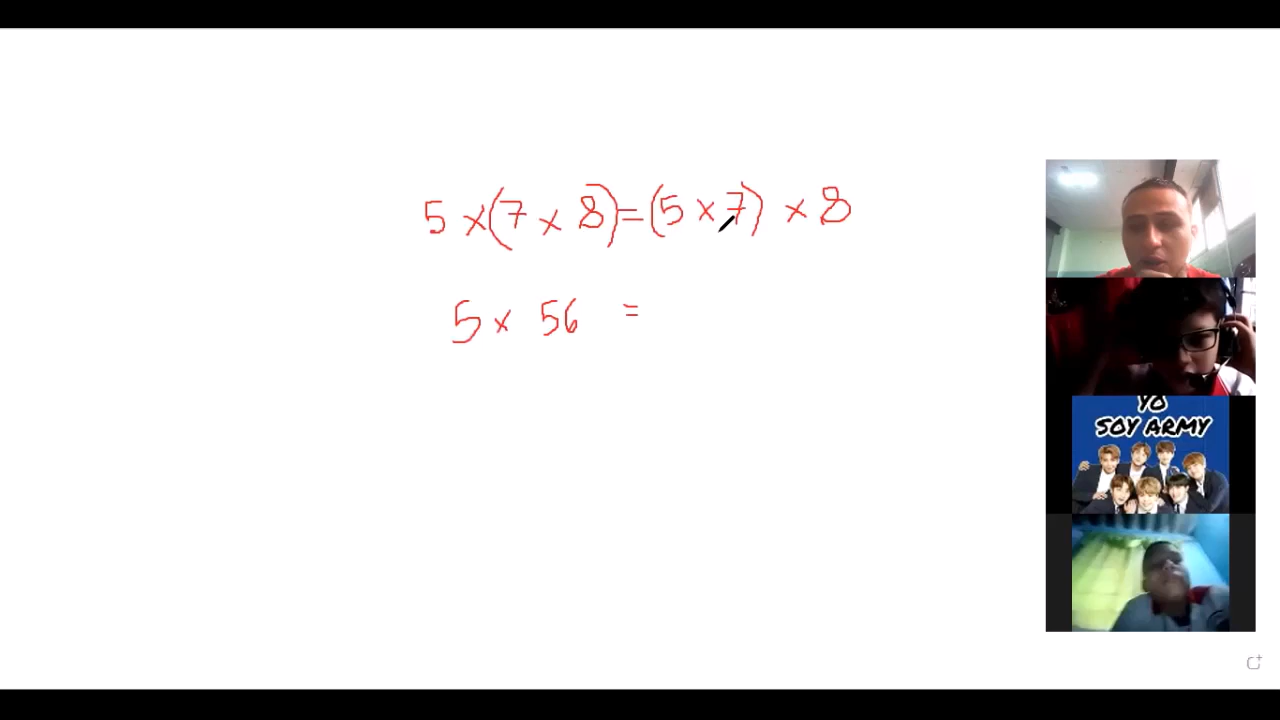 5 × (7 × 8) = (5 × 7) × 8
5 × 56 =
YO
SOY ARMY